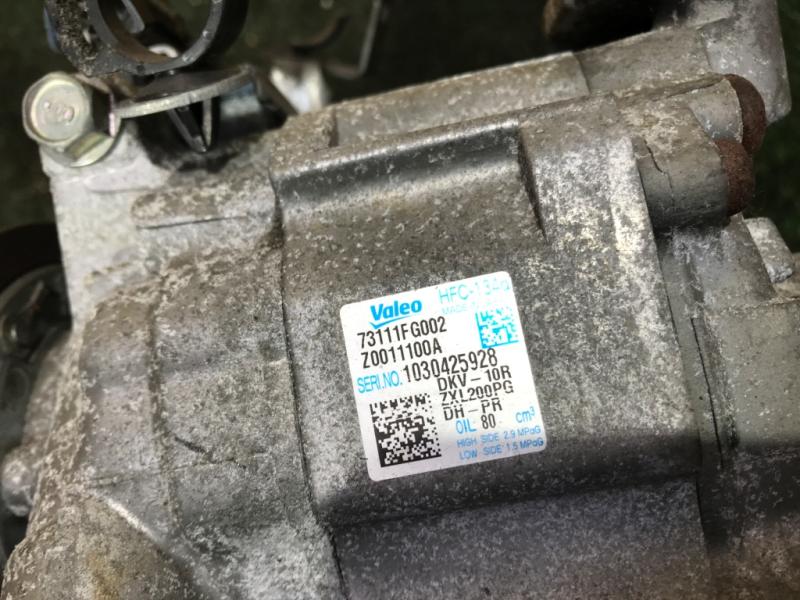 Valeo HFC-134a
MADE
73111FG002
Z0011100A
SERI.NO. 1030425928
DKV-10R
ZXL200PG
DH-PR
OIL 80 cm³
HIGH SIDE 2.9 MPaG
LOW SIDE 1.5 MPaG